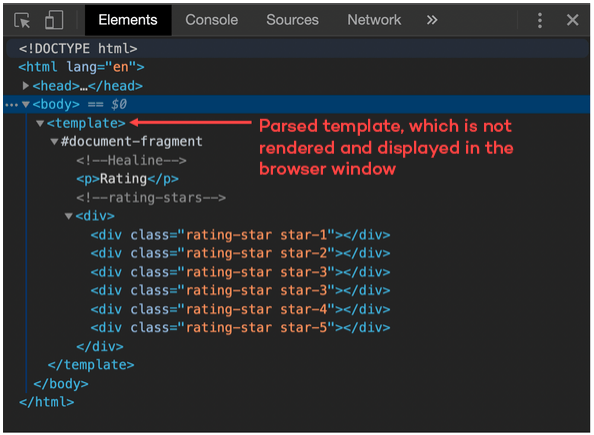 Elements Console Sources Network »
<!DOCTYPE html>
<html lang="en">
<head>…</head>
<body> == $0
<template>
Parsed template, which is not
rendered and displayed in the
browser window
#document-fragment
<!--Healine-->
<p>Rating</p>
<!--rating-stars-->
<div>
<div class="rating-star star-1"></div>
<div class="rating-star star-2"></div>
<div class="rating-star star-3"></div>
<div class="rating-star star-3"></div>
<div class="rating-star star-4"></div>
<div class="rating-star star-5"></div>
</div>
</template>
</body>
</html>